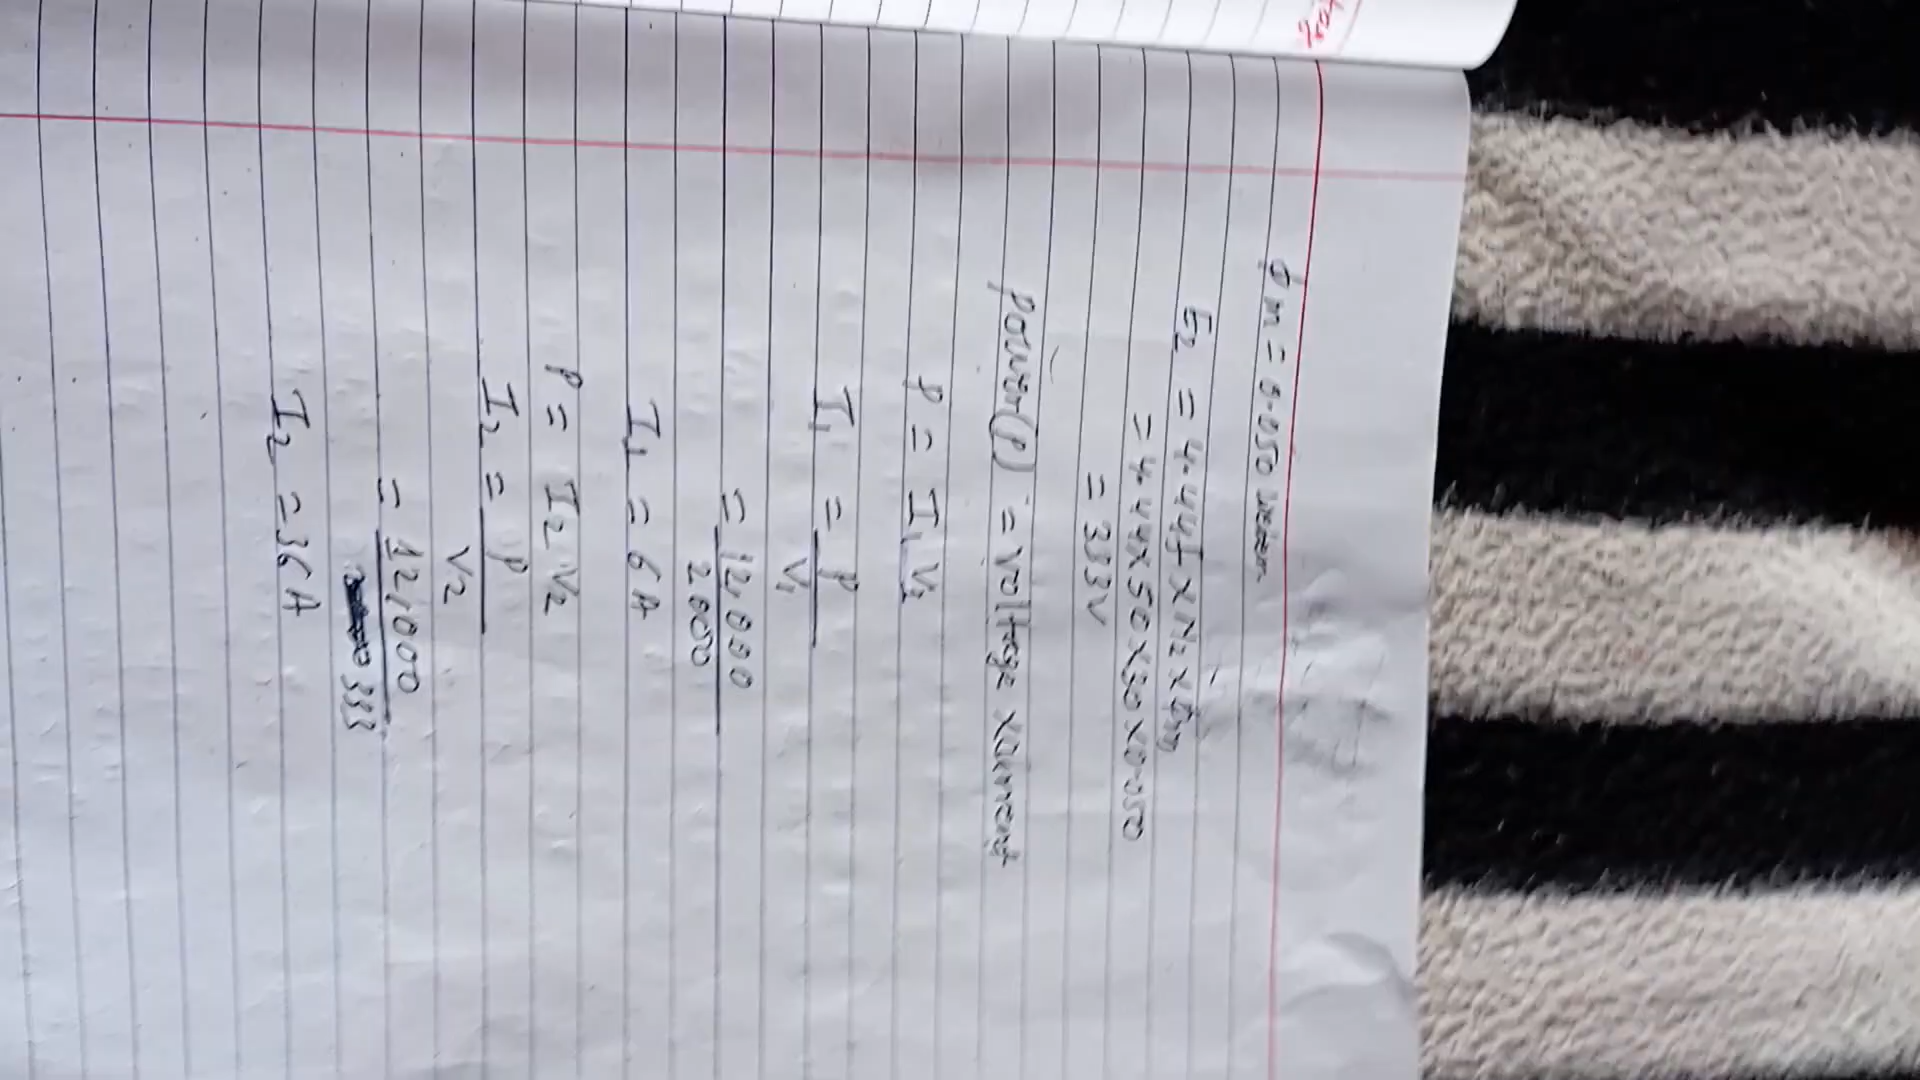 φm = 0.050 weber.
E2 = 4.44f x N2 x φm
= 4.44 x 50 x 30 x 0.050
= 333V
Power(P) = Voltage x Current
P = I1 V1
I1 = P
V1
= 12,000
2000
I1 = 6A
P = I2 V2
I2 = P
V2
= 12,000
333
I2 = 36A